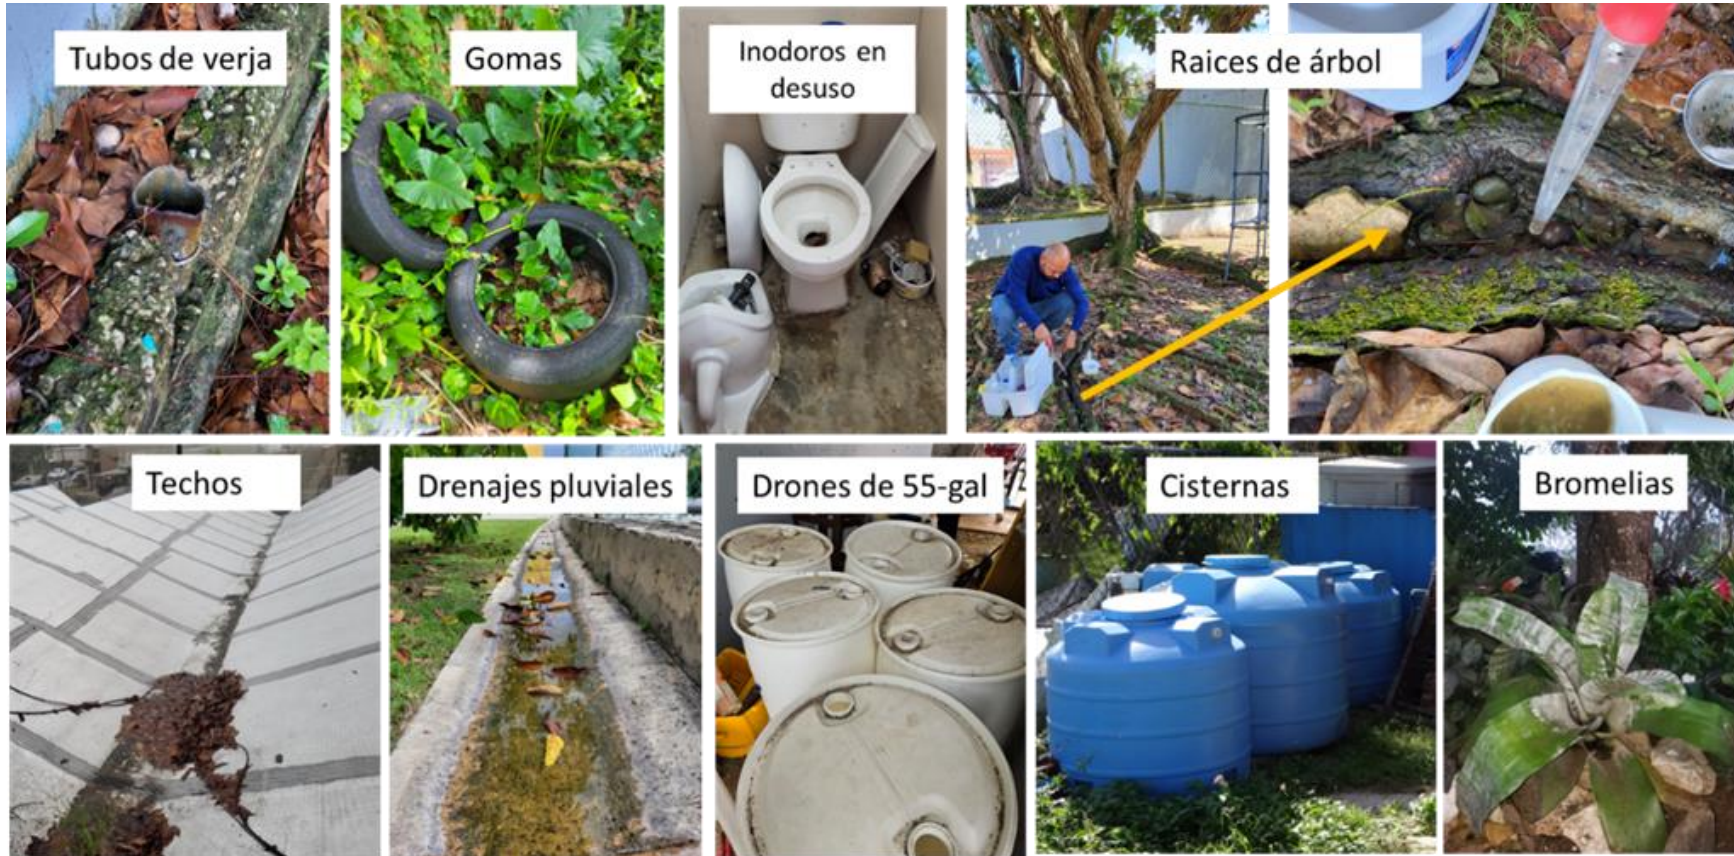 Tubos de verja
Gomas
Inodoros en
desuso
Raices de árbol
Techos
Drenajes pluviales
Drones de 55-gal
Cisternas
Bromelias